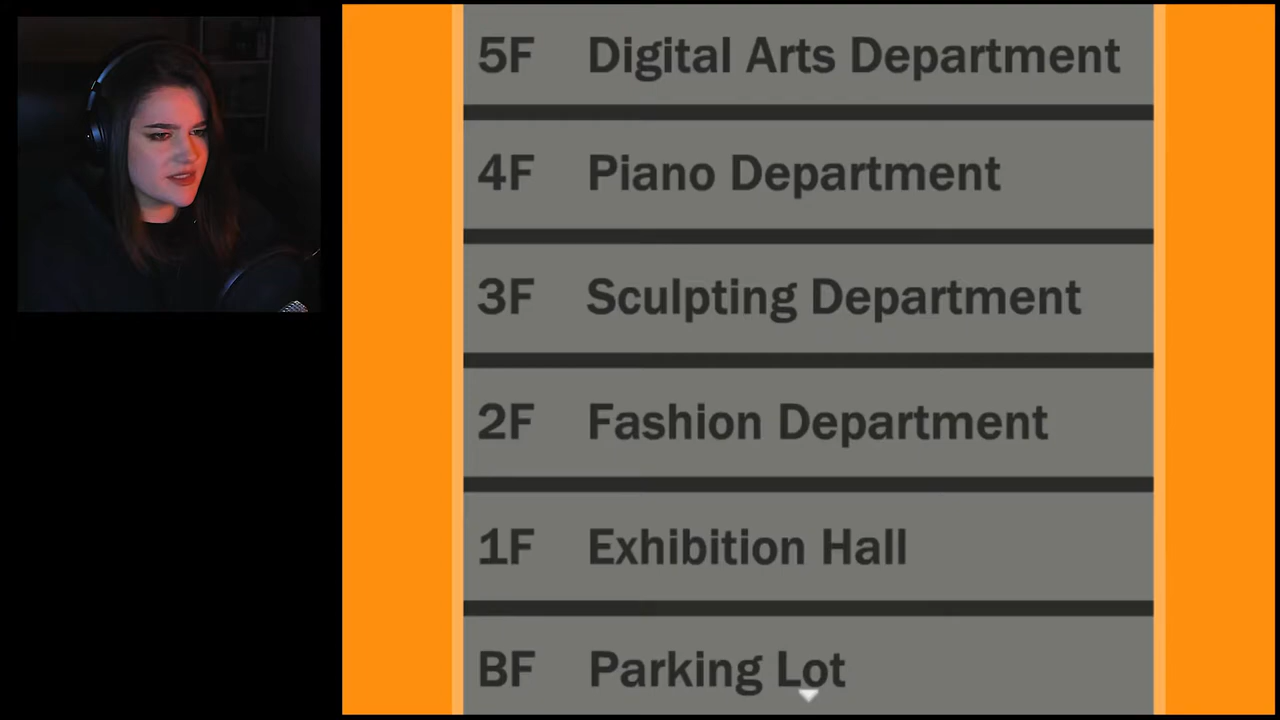 5F Digital Arts Department
4F Piano Department
3F Sculpting Department
2F Fashion Department
1F Exhibition Hall
BF Parking Lot